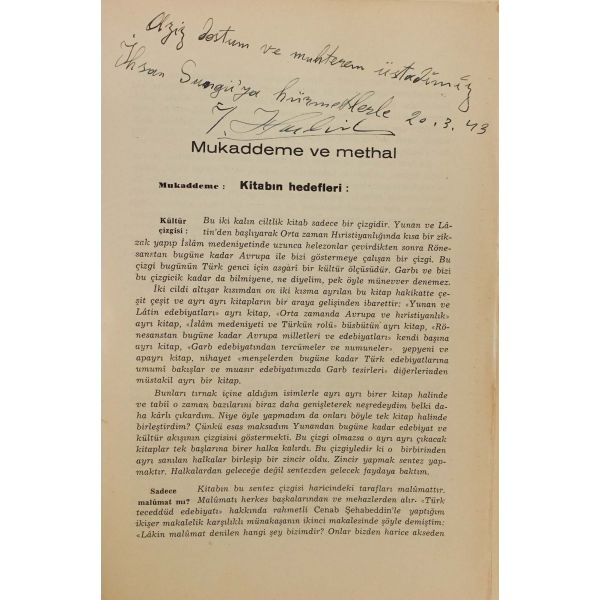 Aziz dostum ve muhterem üstadımız
İhsan Sungu'ya hürmetlerle 20.3.43
Mukaddeme ve methal
Mukaddeme : Kitabın hedefleri :
Kültür çizgisi :
Bu iki kalın ciltlik kitab sadece bir çizgidir. Yunan ve Lâ-
tin'den başlıyarak Orta zaman Hıristiyanlığında kısa bir zik-
zak yapıp İslâm medeniyetinde uzunca helezonlar çevirdikten sonra Röne-
sanstan bugüne kadar Avrupa ile bizi göstermeye çalışan bir çizgi. Bu
çizgi bugünün Türk genci için asgarî bir kültür ölçüsüdür. Garbı ve bizi
bu çizgicik kadar da bilmiyene, ne diyelim, pek öyle münevver denemez.
İki cildi altışar kısımdan on iki kısma ayrılan bu kitap hakikatte çe-
şit çeşit ve ayrı ayrı kitapların bir araya gelişinden ibarettir: «Yunan ve
Lâtin edebiyatları» ayrı kitap, «Orta zamanda Avrupa ve hıristiyanlık»
ayrı kitap, «İslâm medeniyeti ve Türkün rolü» büsbütün ayrı kitap, «Rö-
nesanstan bugüne kadar Avrupa milletleri ve edebiyatları» kendi başına
ayrı kitap, «Garb edebiyatından tercümeler ve numuneler» yepyeni ve
apayrı kitap, nihayet «menşelerden bugüne kadar Türk edebiyatlarına
umumî bakışlar ve muasır edebiyatımızda Garb tesirleri» diğerlerinden
müstakil ayrı bir kitap.
Bunları tırnak içine aldığım isimlerle ayrı ayrı birer kitap halinde
ve tabiî o zaman bazılarını biraz daha genişleterek neşredeydim belki da-
ha kârlı çıkardım. Niye öyle yapmadım da onları böyle tek kitap halinde
birleştirdim? Çünkü esas maksadım Yunandan bugüne kadar edebiyat ve
kültür akışının çizgisini göstermekti. Bu çizgi olmazsa o ayrı ayrı çıkacak
kitaplar tek başlarına birer halka kalırdı. Bu çizgiyledir ki o birbirinden
ayrı sanılan halkalar birleşip bir zincir oldu. Zincir yapmak sentez yap-
maktır. Halkalardan geleceğe değil sentezden gelecek faydaya baktım.
Sadece malûmat mı?
Kitabın bu sentez çizgisi haricindeki tarafları malûmattır.
Malûmatı herkes başkalarından ve mehazlerden alır. «Türk
teceddüd edebiyatı» hakkında rahmetli Cenab Şehabeddin'le yaptığım
ikişer makalelik karşılıklı münakaşanın ikinci makalesinde şöyle demiştim:
«Lâkin malûmat denilen hangi şey bizimdir? Onlar bizden harice akseden